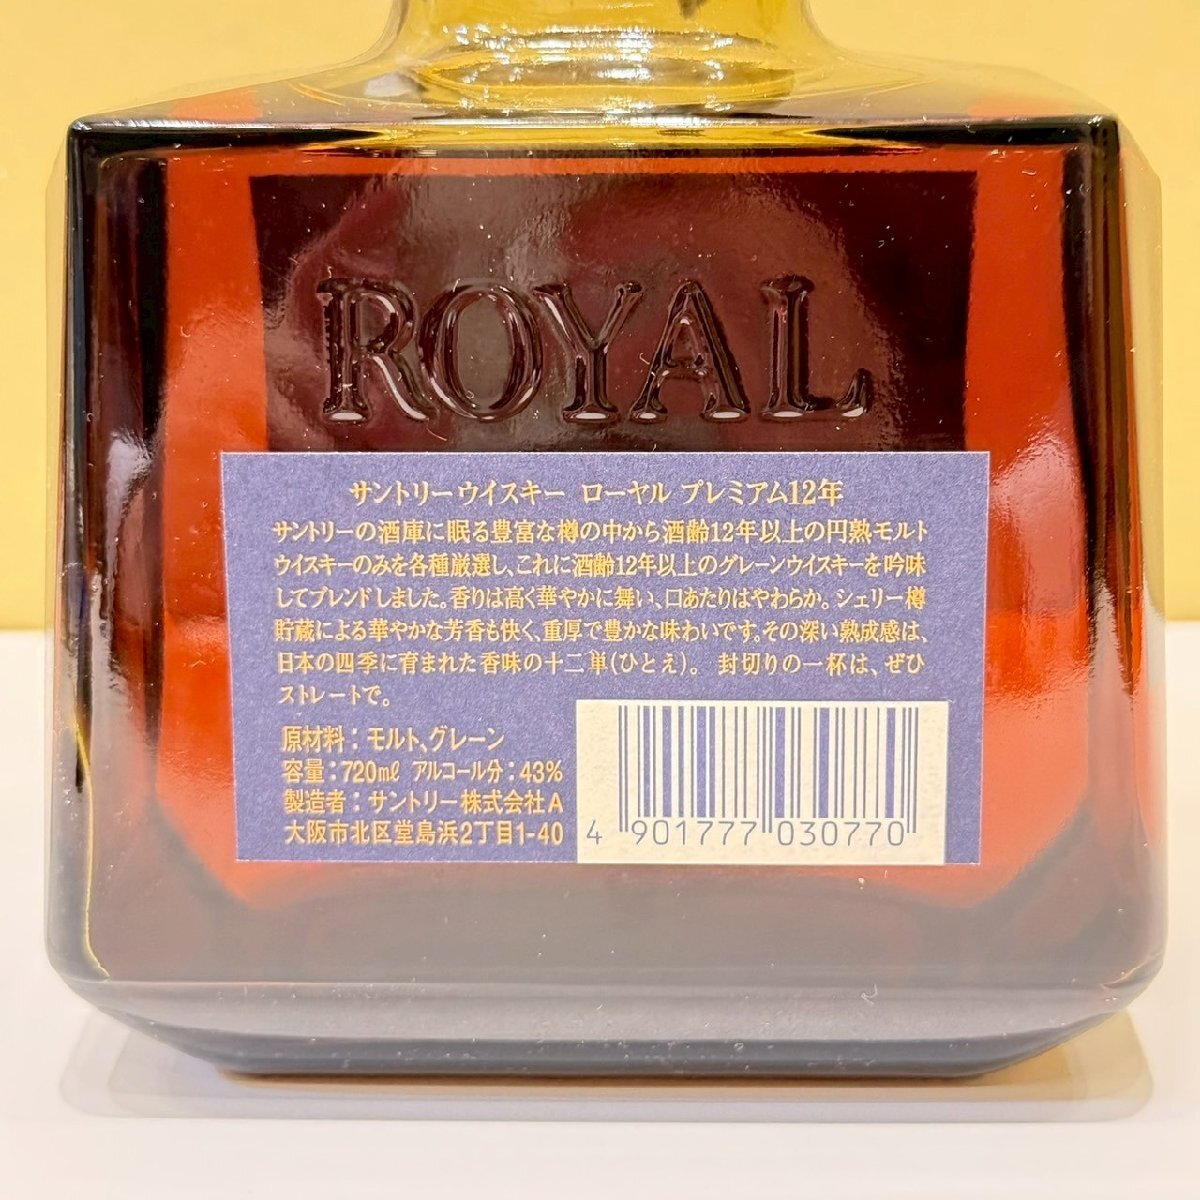 ROYAL
サントリーウイスキー ローヤル プレミアム12年
サントリーの酒庫に眠る豊富な樽の中から酒齢12年以上の円熟モルト
ウイスキーのみを各種厳選し、これに酒齢12年以上のグレーンウイスキーを吟味
してブレンドしました。香りは高く華やかに舞い、口あたりはやわらか。シェリー樽
貯蔵による華やかな芳香も快く、重厚で豊かな味わいです。その深い熟成感は、
日本の四季に育まれた香味の十二単(ひとえ)。 封切りの一杯は、ぜひ
ストレートで。
原材料：モルト、グレーン
容量：720mℓ アルコール分：43%
製造者：サントリー株式会社A
大阪市北区堂島浜2丁目1-40
4 901777 030770